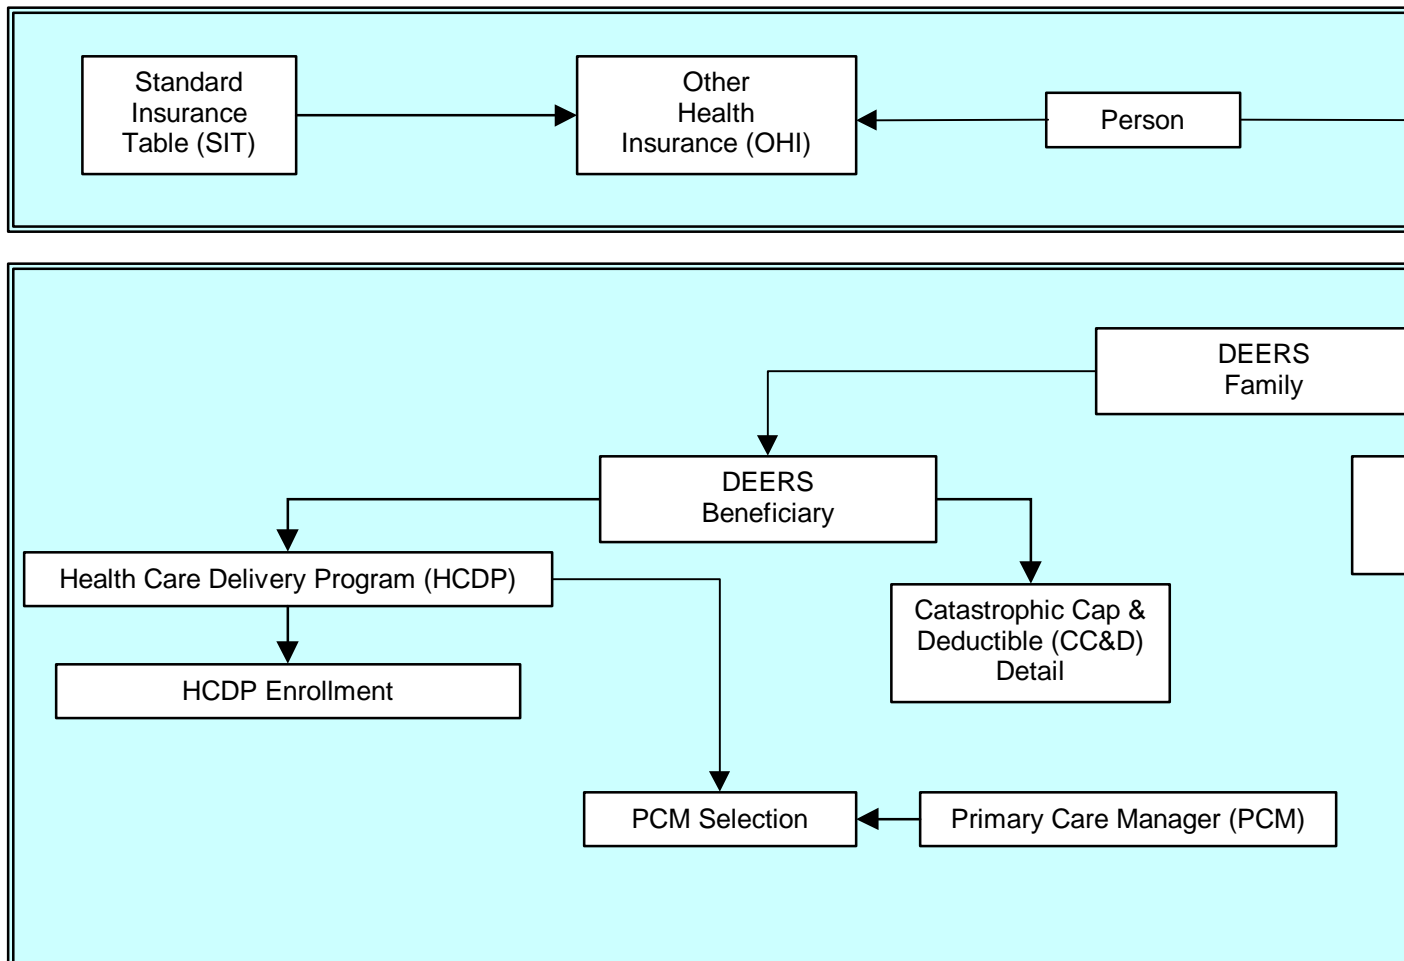 Standard
Insurance
Table (SIT)
Other
Health
Insurance (OHI)
Person
DEERS
Family
DEERS
Beneficiary
Health Care Delivery Program (HCDP)
Catastrophic Cap &
Deductible (CC&D)
Detail
HCDP Enrollment
PCM Selection
Primary Care Manager (PCM)